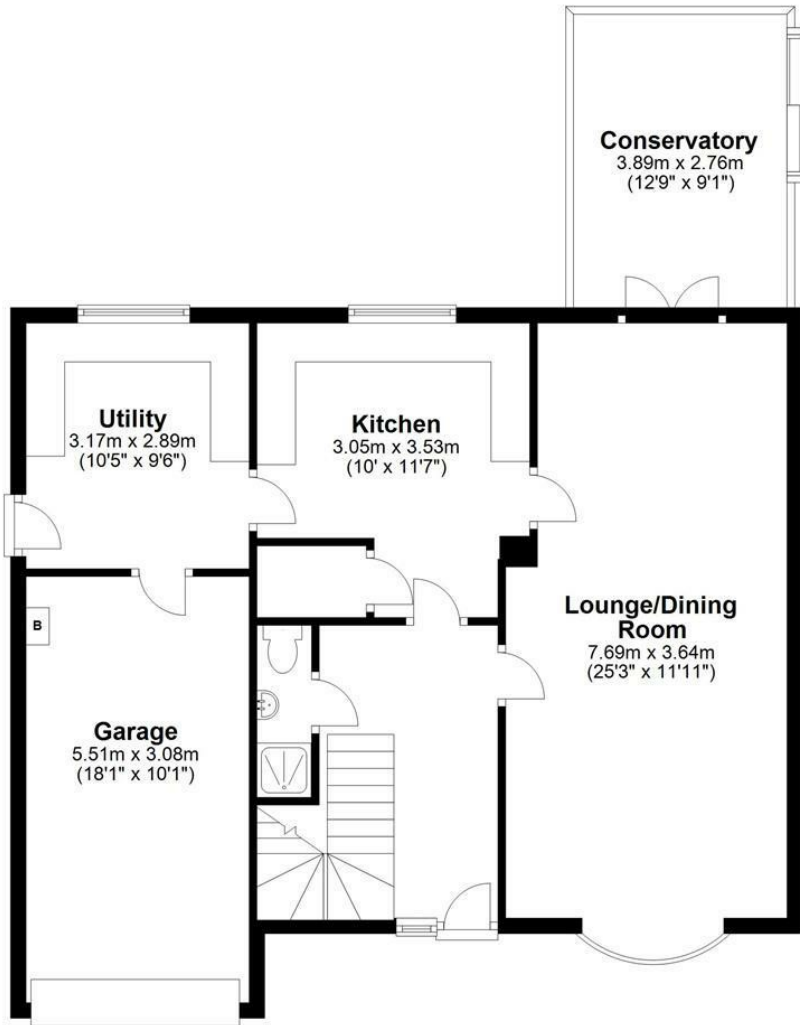 Conservatory
3.89m x 2.76m
(12'9" x 9'1")
Utility
3.17m x 2.89m
(10'5" x 9'6")
Kitchen
3.05m x 3.53m
(10' x 11'7")
Lounge/Dining
Room
7.69m x 3.64m
(25'3" x 11'11")
B
Garage
5.51m x 3.08m
(18'1" x 10'1")